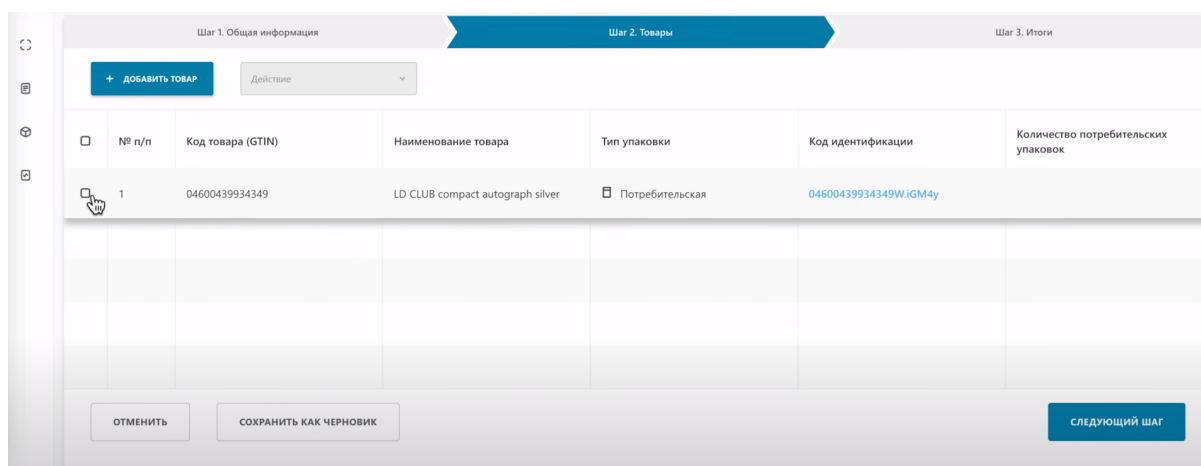 Шаг 1. Общая информация
Шаг 2. Товары
Шаг 3. Итоги
+ ДОБАВИТЬ ТОВАР
Действие
№ п/п
Код товара (GTIN)
Наименование товара
Тип упаковки
Код идентификации
Количество потребительских
упаковок
1
04600439934349
LD CLUB compact autograph silver
Потребительская
04600439934349W.iGM4y
ОТМЕНИТЬ
СОХРАНИТЬ КАК ЧЕРНОВИК
СЛЕДУЮЩИЙ ШАГ